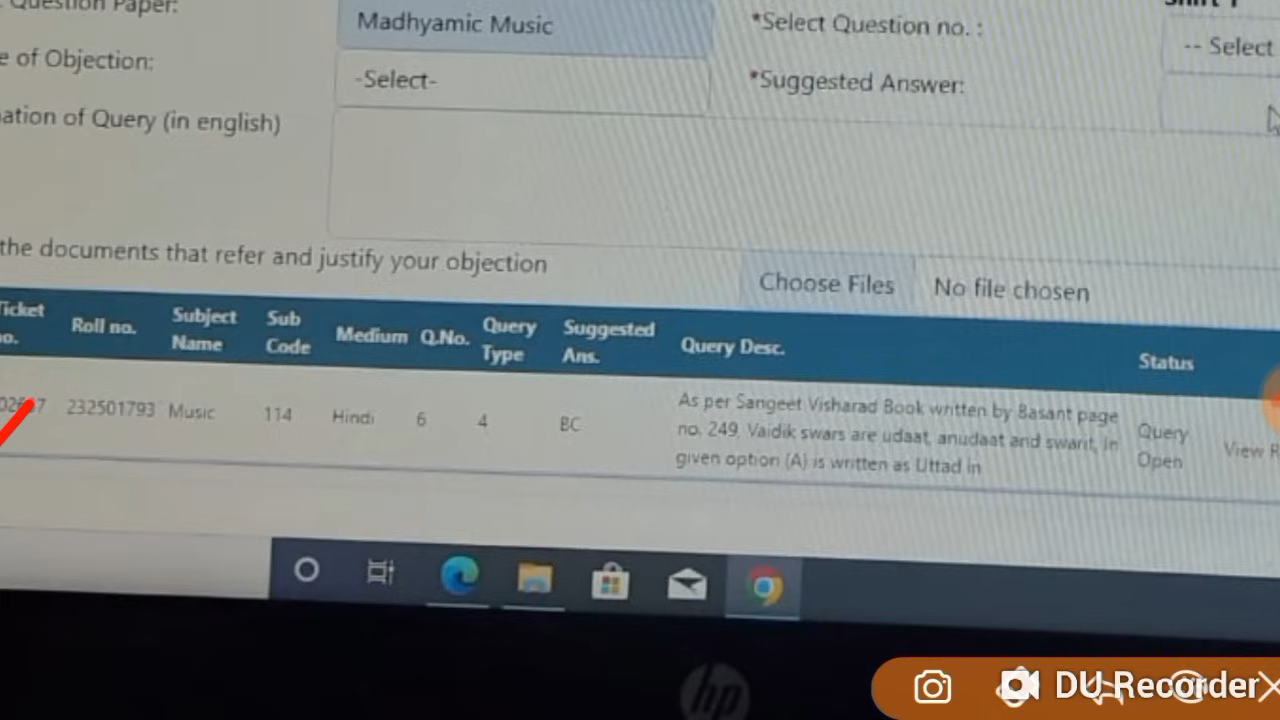 Question Paper:
Madhyamic Music
*Select Question no. :
-- Select
e of Objection:
-Select-
*Suggested Answer:
ation of Query (in english)
the documents that refer and justify your objection
Choose Files No file chosen
Ticket no. Roll no. Subject Name Sub Code Medium Q.No. Query Type Suggested Ans. Query Desc. Status
232501793 Music 114 Hindi 6 4 BC
As per Sangeet Visharad Book written by Basant page
no. 249, Vaidik swars are udaat, anudaat and swarit, In
given option (A) is written as Uttad in
Query Open
View R
hp
DU Recorder